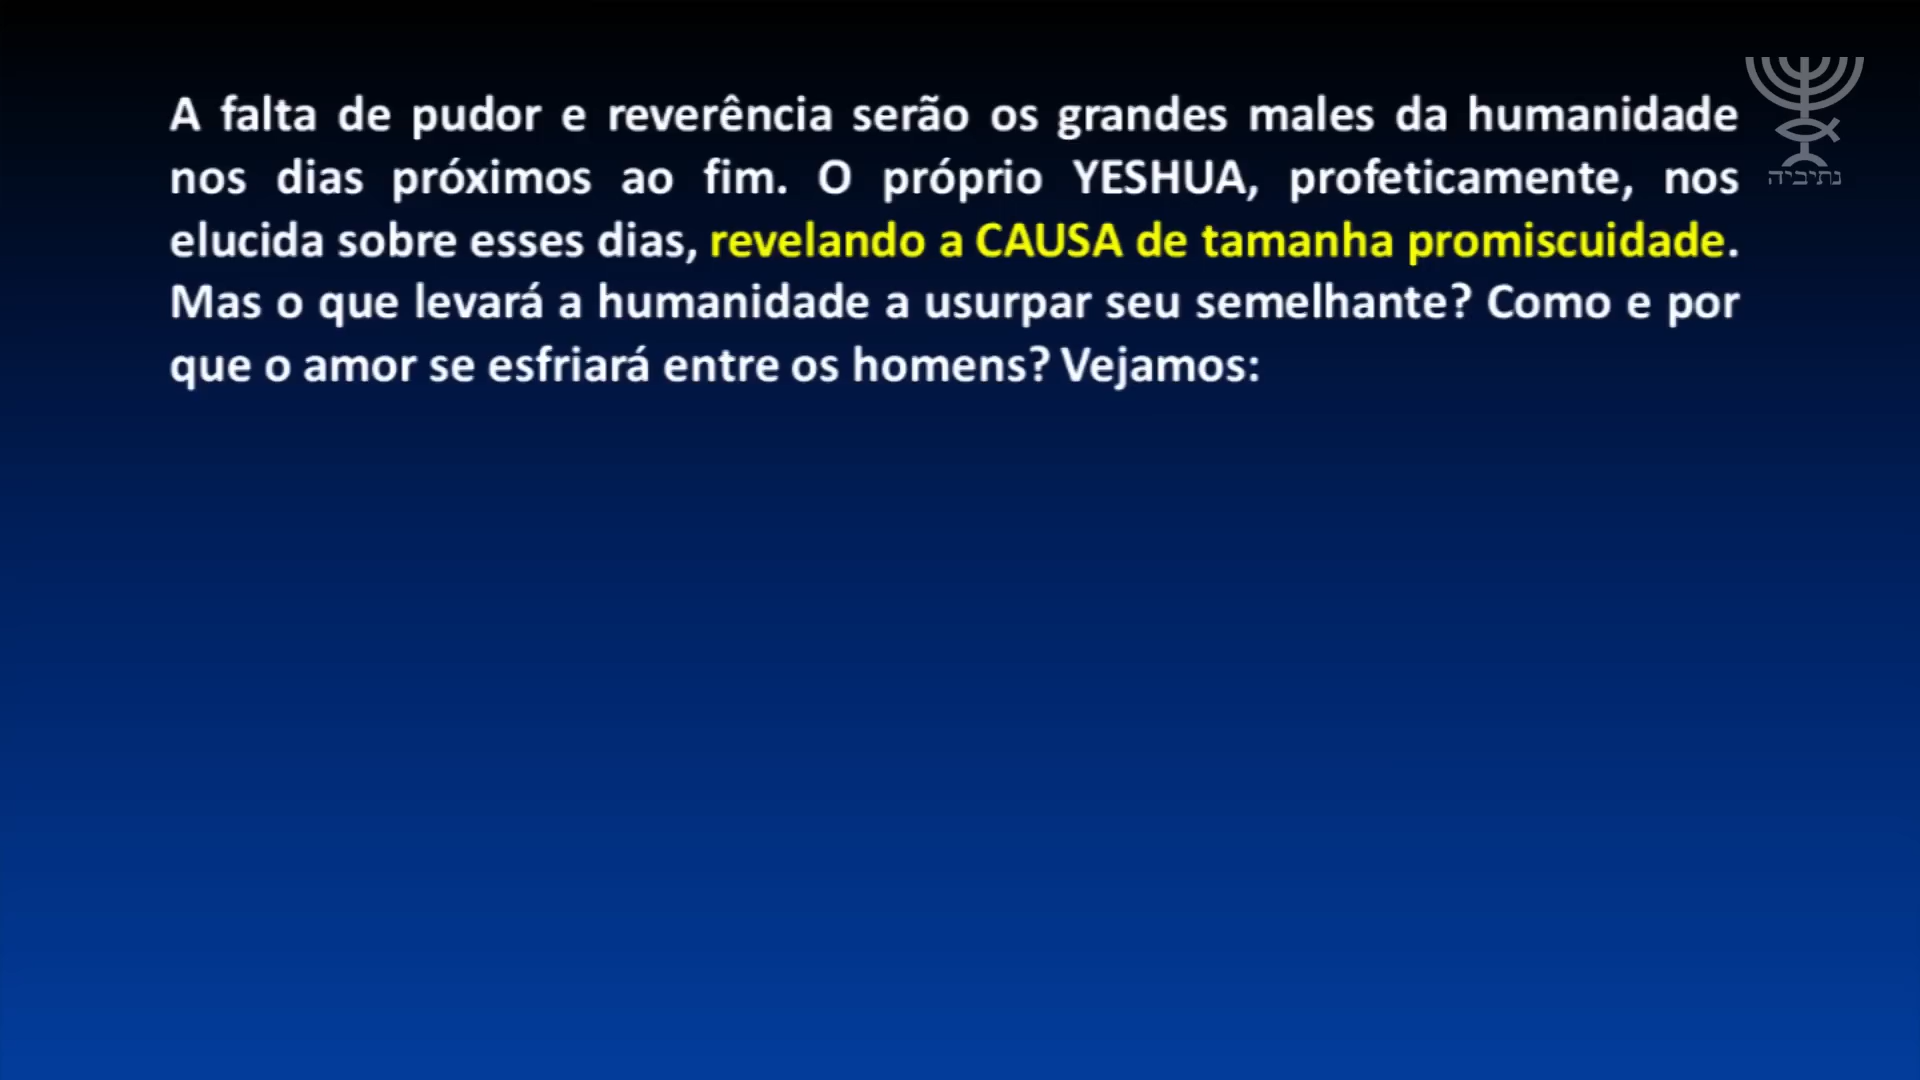 A falta de pudor e reverência serão os grandes males da humanidade
nos dias próximos ao fim. O próprio YESHUA, profeticamente, nos
elucida sobre esses dias, revelando a CAUSA de tamanha promiscuidade.
Mas o que levará a humanidade a usurpar seu semelhante? Como e por
que o amor se esfriará entre os homens? Vejamos:
נתיביה